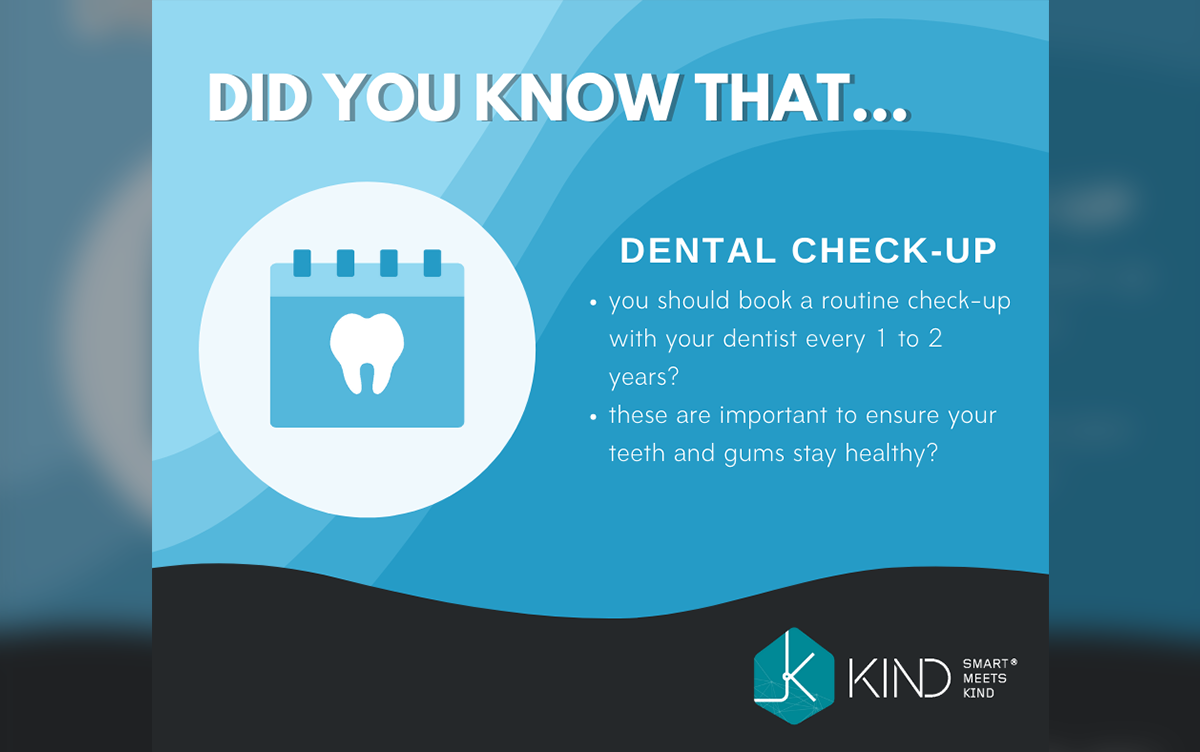 DID YOU KNOW THAT...
DENTAL CHECK-UP
• you should book a routine check-up
with your dentist every 1 to 2
years?
• these are important to ensure your
teeth and gums stay healthy?
KIND
SMART®
MEETS
KIND